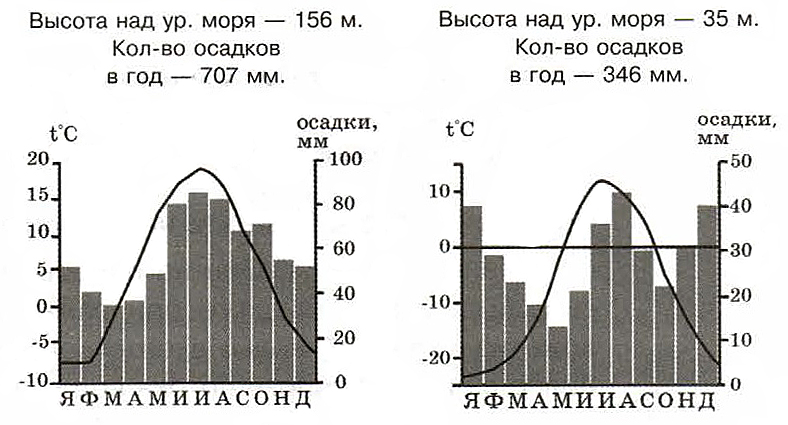 Высота над ур. моря — 156 м.
Кол-во осадков
в год — 707 мм.
t°C
осадки,
мм
20
15
10
5
0
-5
-10
100
80
60
40
20
0
Я Ф М А М И И А С О Н Д
Высота над ур. моря — 35 м.
Кол-во осадков
в год — 346 мм.
t°C
осадки,
мм
10
0
-10
-20
50
40
30
20
10
0
Я Ф М А М И И А С О Н Д